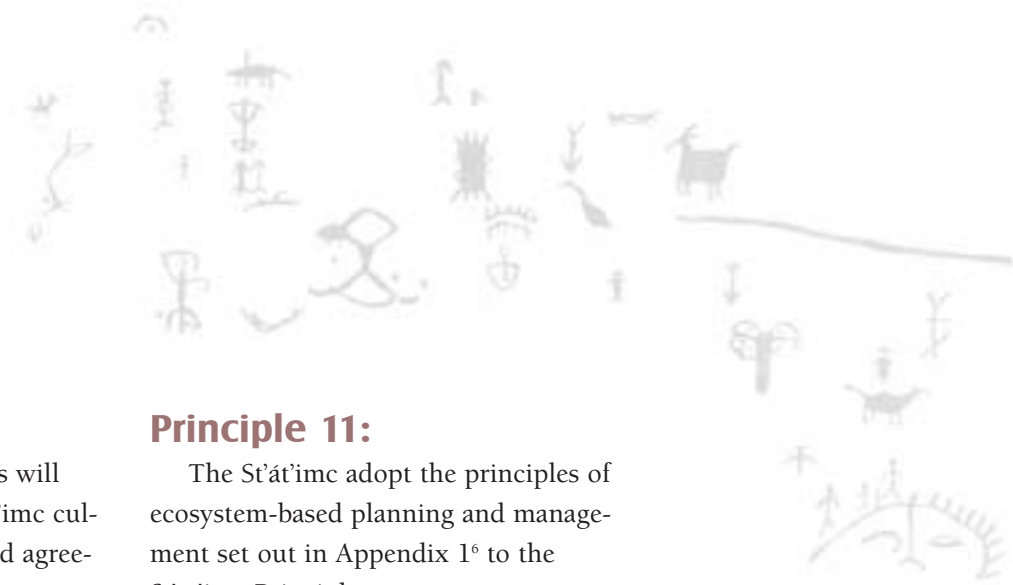 s will
'imc cul-
d agree-
Principle 11:
The St'át'imc adopt the principles of
ecosystem-based planning and manage-
ment set out in Appendix 1⁶ to the